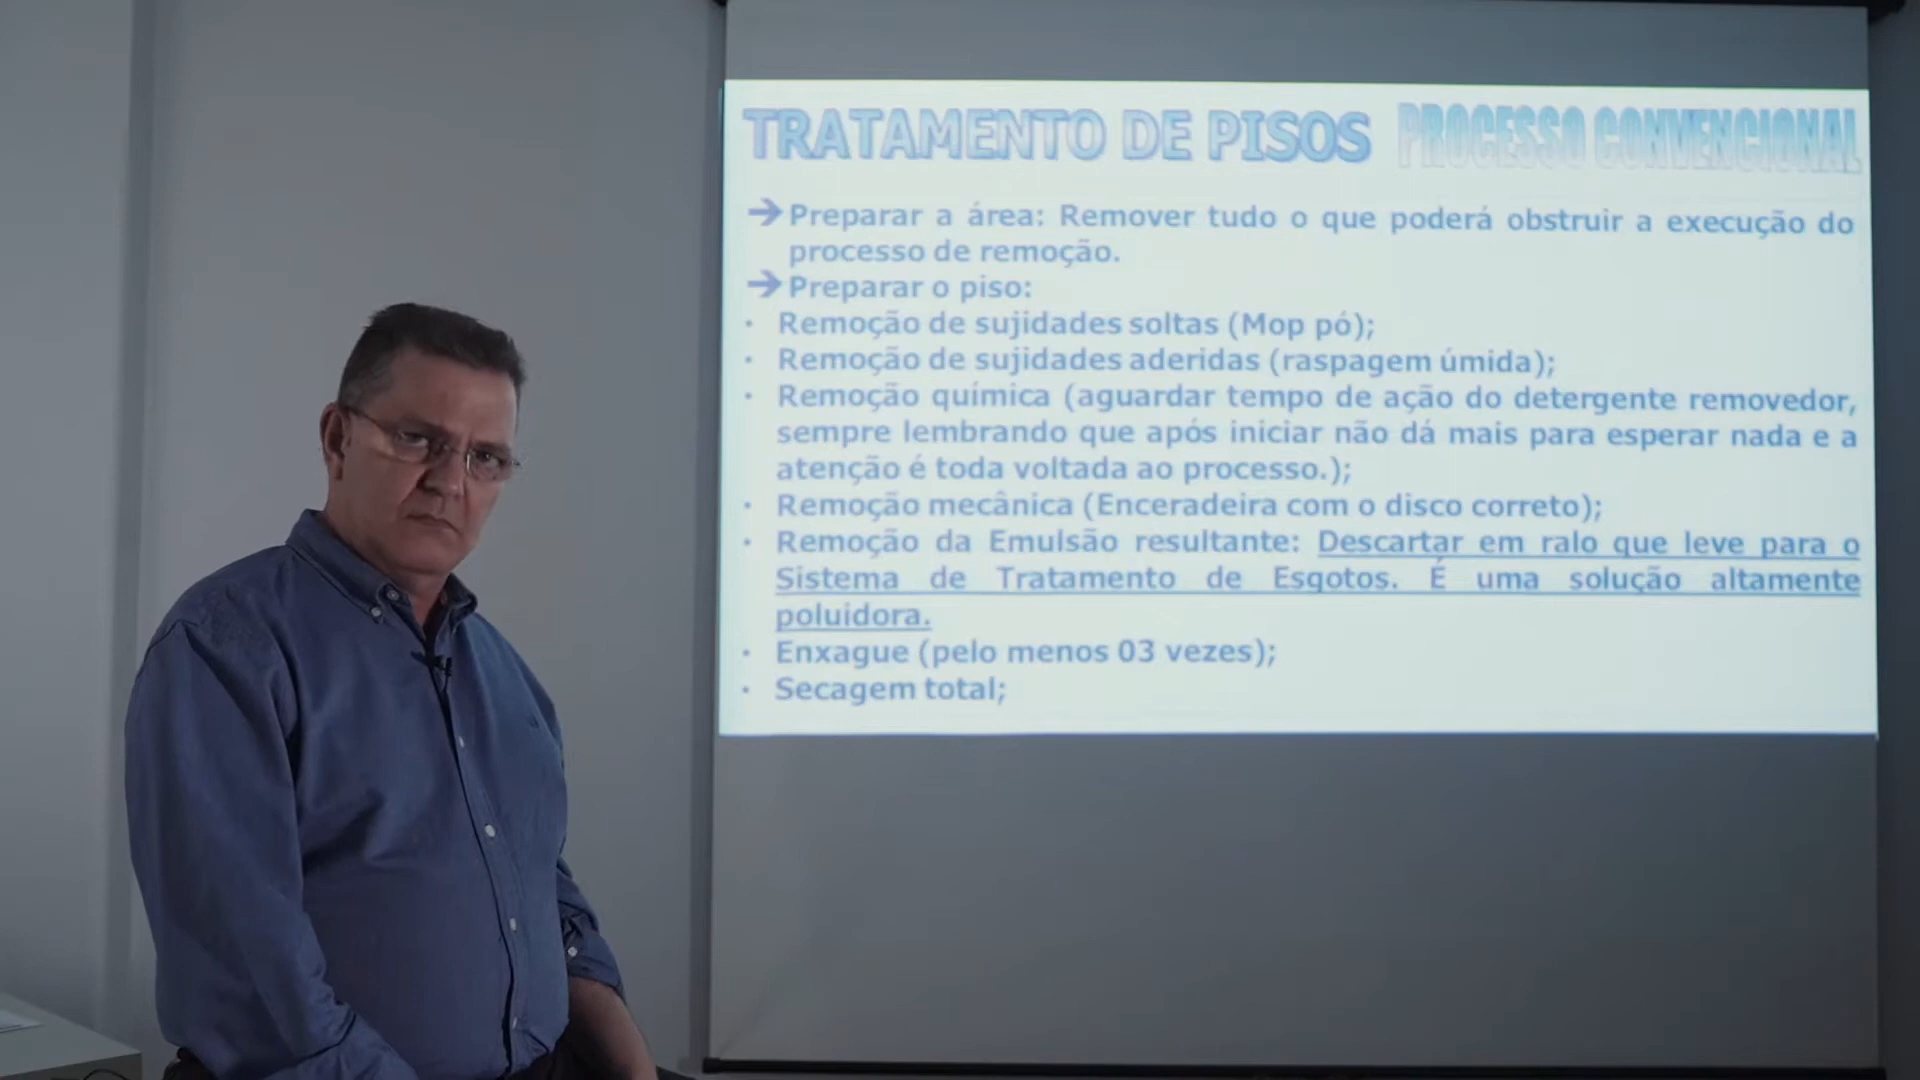 TRATAMENTO DE PISOS PROCESSO CONVENCIONAL
➔ Preparar a área: Remover tudo o que poderá obstruir a execução do
processo de remoção.
➔ Preparar o piso:
• Remoção de sujidades soltas (Mop pó);
• Remoção de sujidades aderidas (raspagem úmida);
• Remoção química (aguardar tempo de ação do detergente removedor,
sempre lembrando que após iniciar não dá mais para esperar nada e a
atenção é toda voltada ao processo.);
• Remoção mecânica (Enceradeira com o disco correto);
• Remoção da Emulsão resultante: Descartar em ralo que leve para o
Sistema de Tratamento de Esgotos. É uma solução altamente
poluidora.
• Enxague (pelo menos 03 vezes);
• Secagem total;